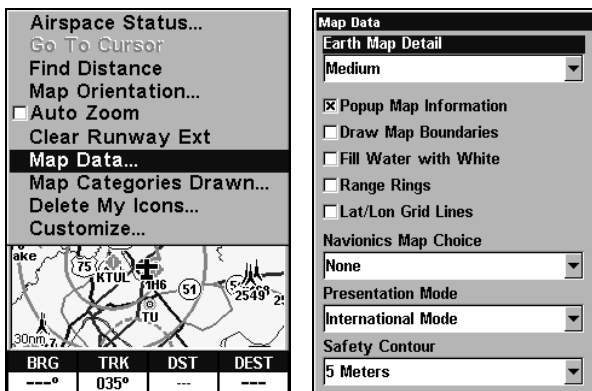 Airspace Status...
Go To Cursor
Find Distance
Map Orientation...
Auto Zoom
Clear Runway Ext
Map Data...
Map Categories Drawn...
Delete My Icons...
Customize...
ake
75
KTUL
1H6
51
2549
TU
30nm
BRG TRK DST DEST
---° 035° --- ---
Map Data
Earth Map Detail
Medium
Popup Map Information
Draw Map Boundaries
Fill Water with White
Range Rings
Lat/Lon Grid Lines
Navionics Map Choice
None
Presentation Mode
International Mode
Safety Contour
5 Meters